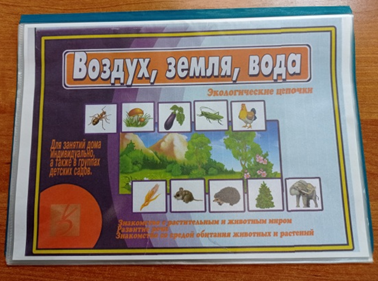 Воздух, земля, вода
Экологические цепочки
Для занятий дома
индивидуально,
а также в группах
детских садов.
Знакомство с растительным и животным миром
Развити
Знакомство со средой обитания животных и растений